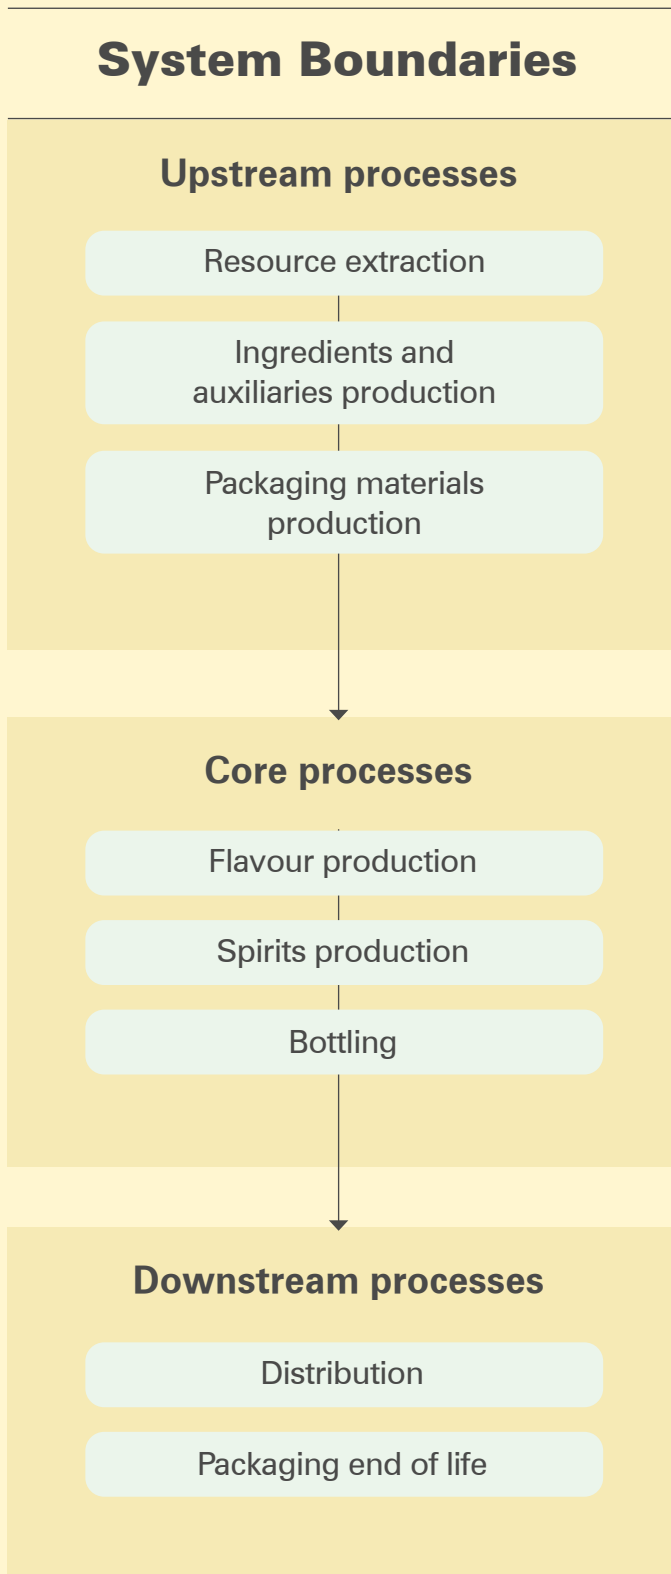 System Boundaries
Upstream processes
Resource extraction
Ingredients and
auxiliaries production
Packaging materials
production
Core processes
Flavour production
Spirits production
Bottling
Downstream processes
Distribution
Packaging end of life